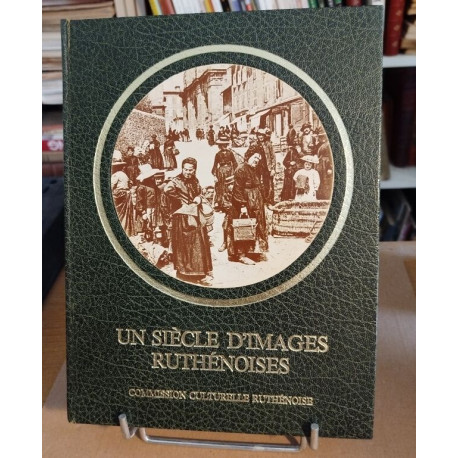 UN SIÈCLE D'IMAGES
RUTHÉNOISES
COMMISSION CULTURELLE RUTHÉNOISE